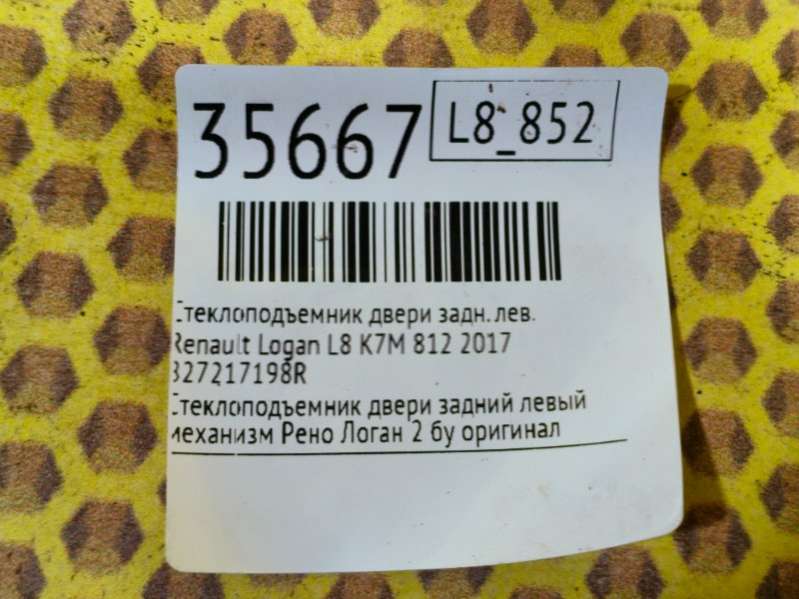 35667
L8_852
Стеклоподъемник двери задн. лев.
Renault Logan L8 K7M 812 2017
827217198R
Стеклоподъемник двери задний левый
механизм Рено Логан 2 бу оригинал